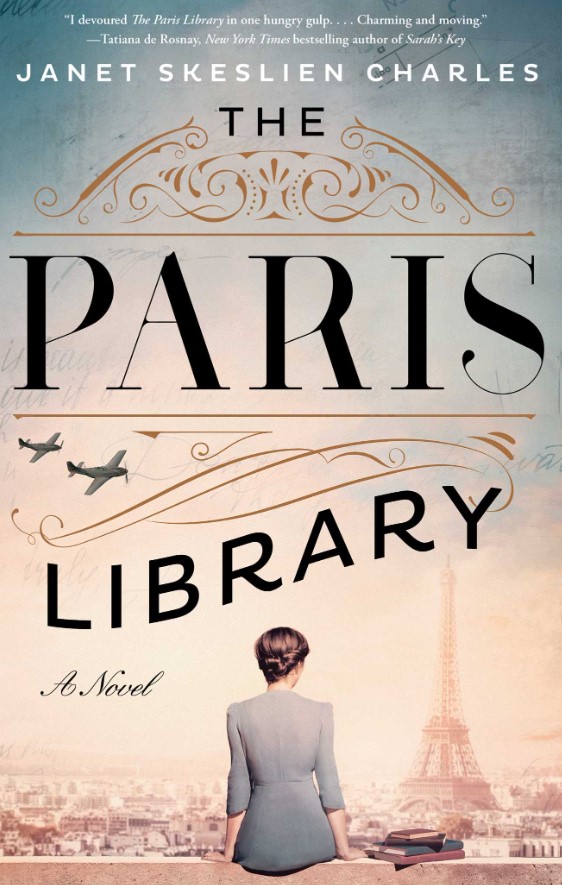 “I devoured The Paris Library in one hungry gulp. . . . Charming and moving.”
—Tatiana de Rosnay, New York Times bestselling author of Sarah’s Key
JANET SKESLIEN CHARLES
THE
PARIS
LIBRARY
A Novel